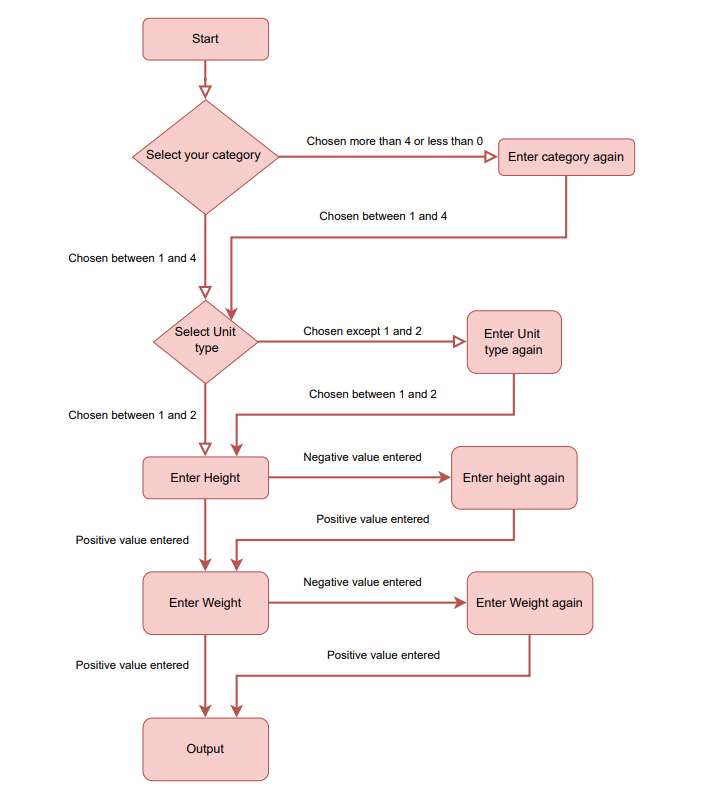 Start
Select your category
Chosen more than 4 or less than 0
Enter category again
Chosen between 1 and 4
Chosen between 1 and 4
Select Unit
type
Chosen except 1 and 2
Enter Unit
type again
Chosen between 1 and 2
Chosen between 1 and 2
Enter Height
Negative value entered
Enter height again
Positive value entered
Positive value entered
Enter Weight
Negative value entered
Enter Weight again
Positive value entered
Positive value entered
Output